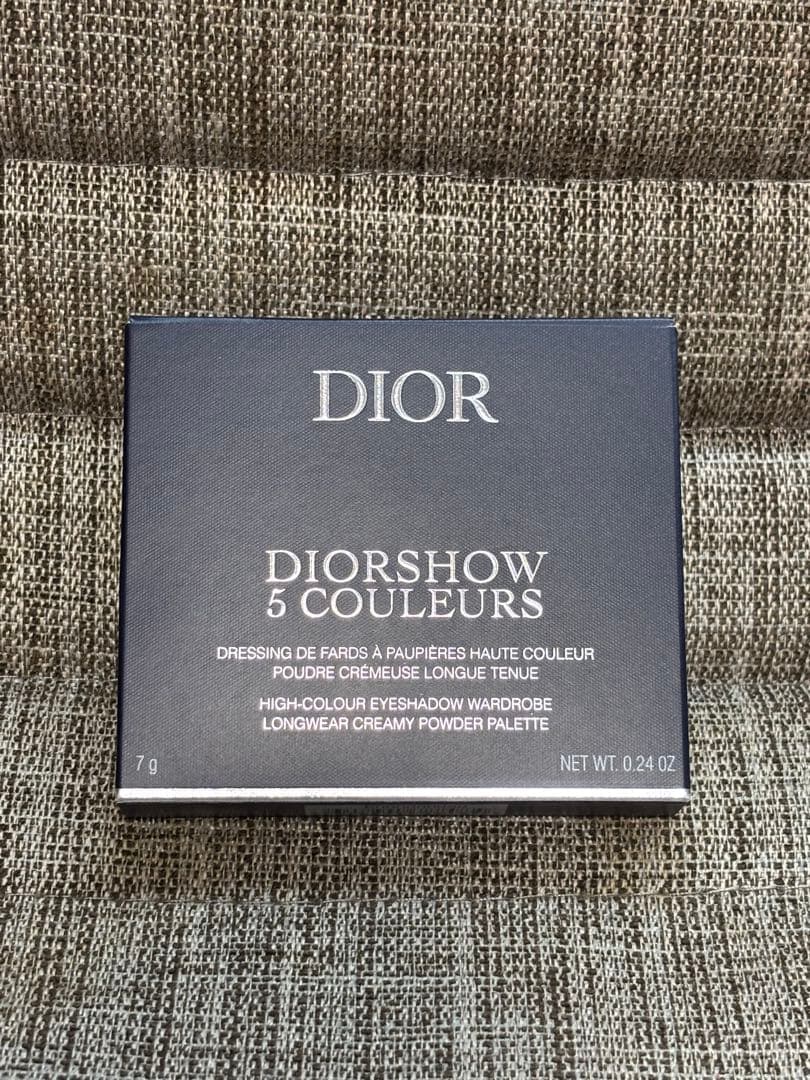 DIOR
DIORSHOW
5 COULEURS
DRESSING DE FARDS À PAUPIÈRES HAUTE COULEUR
POUDRE CRÉMEUSE LONGUE TENUE
HIGH-COLOUR EYESHADOW WARDROBE
LONGWEAR CREAMY POWDER PALETTE
7 g
NET WT. 0.24 OZ